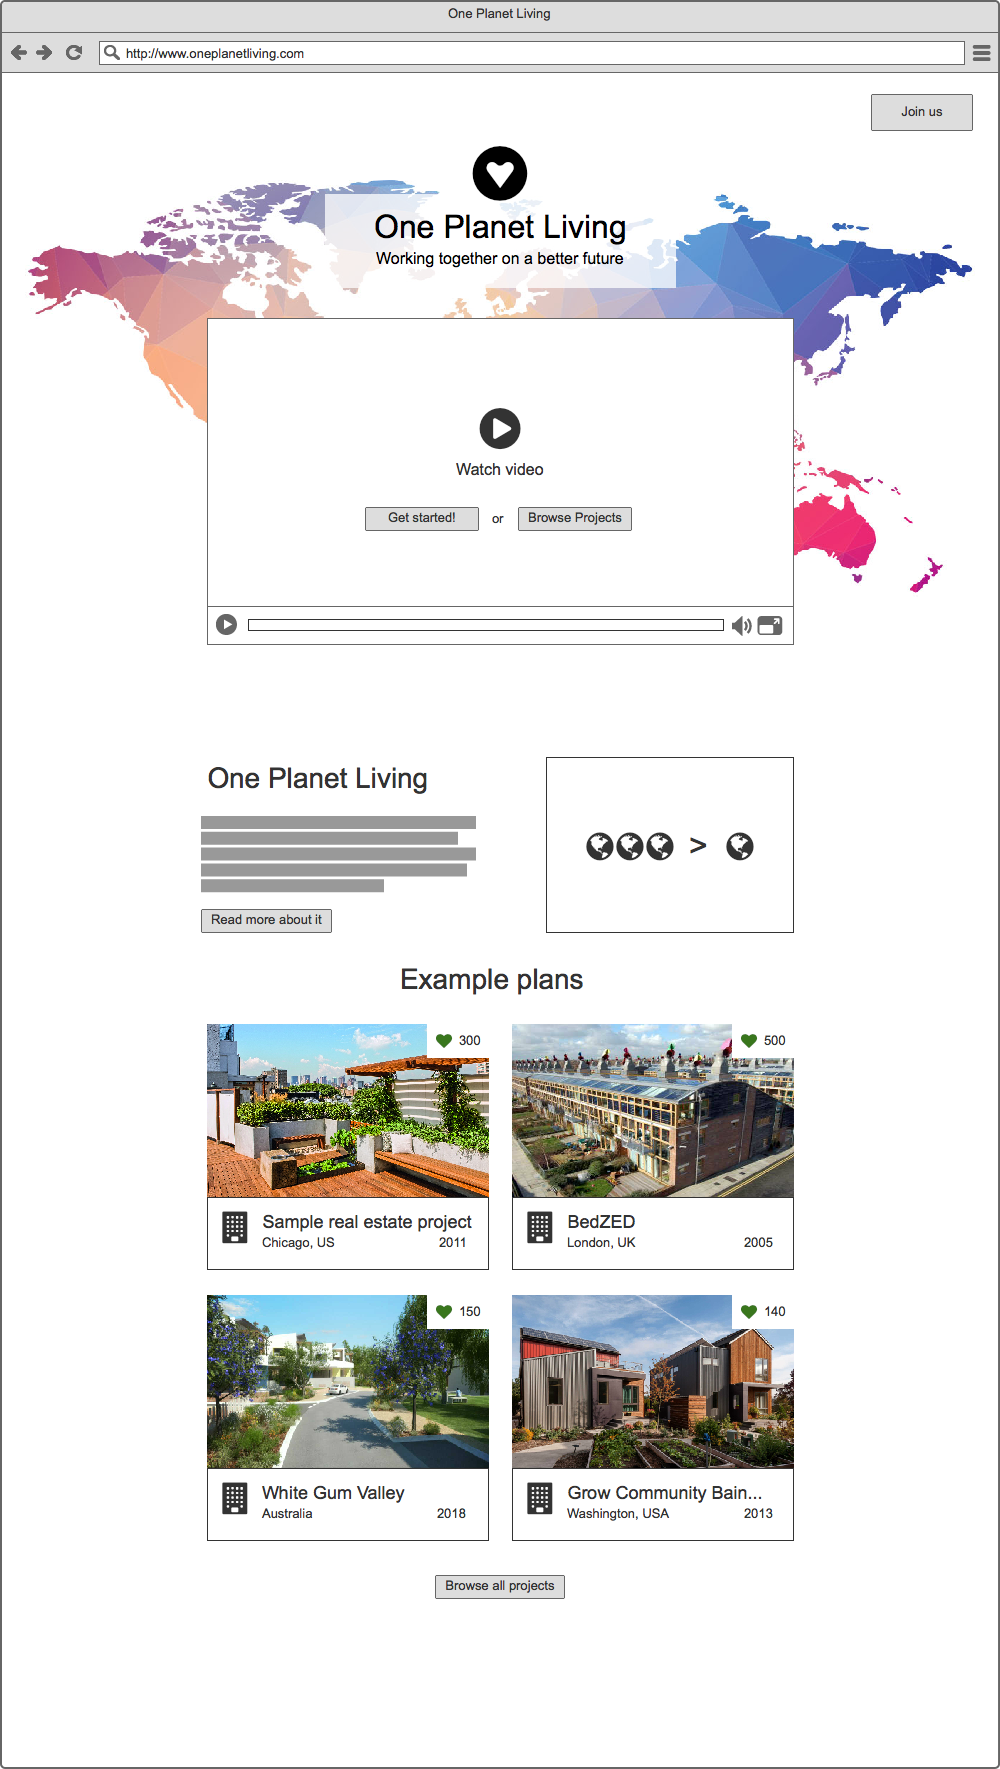 One Planet Living
http://www.oneplanetliving.com
Join us
One Planet Living
Working together on a better future
Watch video
Get started! or Browse Projects
One Planet Living
>
Read more about it
Example plans
300
Sample real estate project
Chicago, US 2011
500
BedZED
London, UK 2005
150
White Gum Valley
Australia 2018
140
Grow Community Bain...
Washington, USA 2013
Browse all projects